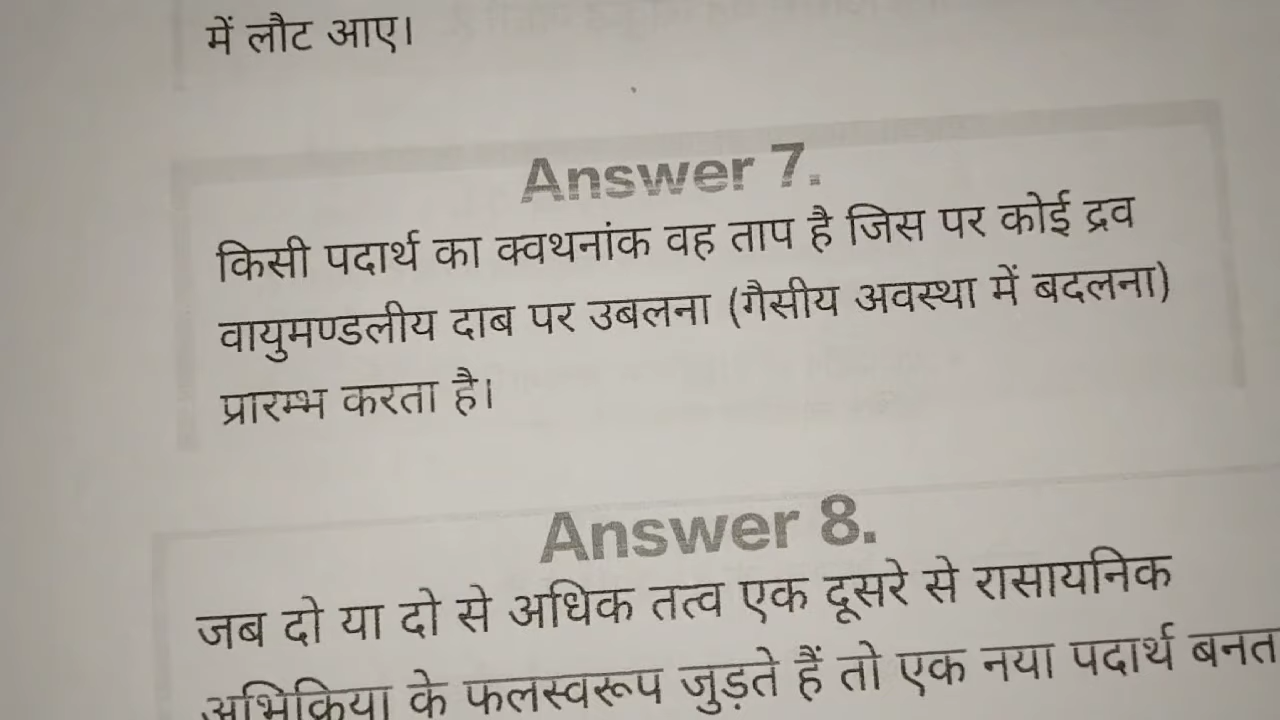 में लौट आए।
Answer 7.
किसी पदार्थ का क्वथनांक वह ताप है जिस पर कोई द्रव
वायुमण्डलीय दाब पर उबलना (गैसीय अवस्था में बदलना)
प्रारम्भ करता है।
Answer 8.
जब दो या दो से अधिक तत्व एक दूसरे से रासायनिक
अभिक्रिया के फलस्वरूप जुड़ते हैं तो एक नया पदार्थ बनत